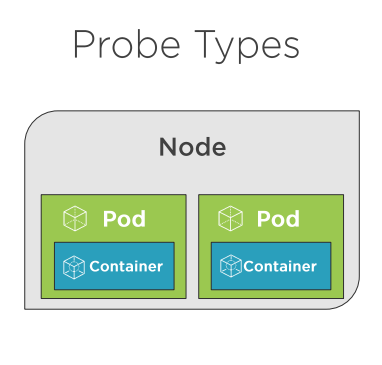 Probe Types
Node
Pod
Container
Pod
Container